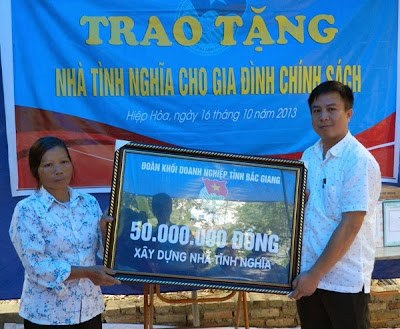 TRAO TẶNG
NHÀ TÌNH NGHĨA CHO GIA ĐÌNH CHÍNH SÁCH
Hiệp Hòa, ngày 16 tháng 10 năm 2013
ĐOÀN KHỐI DOANH NGHIỆP TỈNH BẮC GIANG
50.000.000 ĐỒNG
XÂY DỰNG NHÀ TÌNH NGHĨA